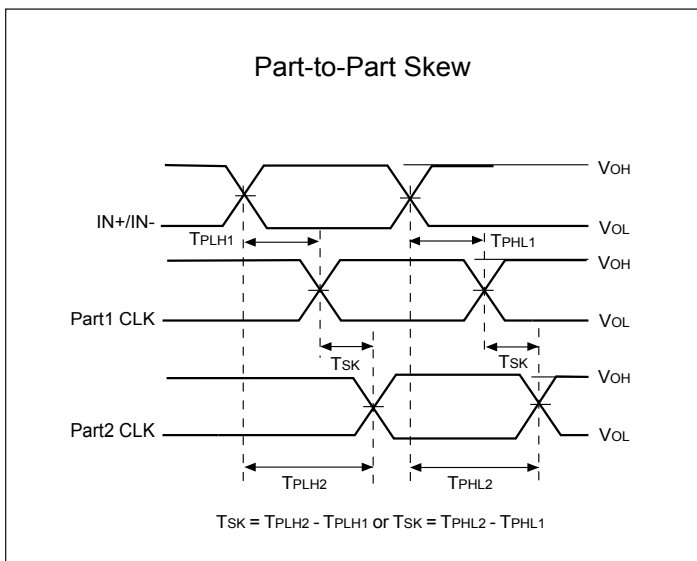 Part-to-Part Skew
VOH
IN+/IN-
VOL
TPLH1
TPHL1
VOH
Part1 CLK
VOL
TSK
TSK
VOH
Part2 CLK
VOL
TPLH2
TPHL2
TSK = TPLH2 - TPLH1 or TSK = TPHL2 - TPHL1